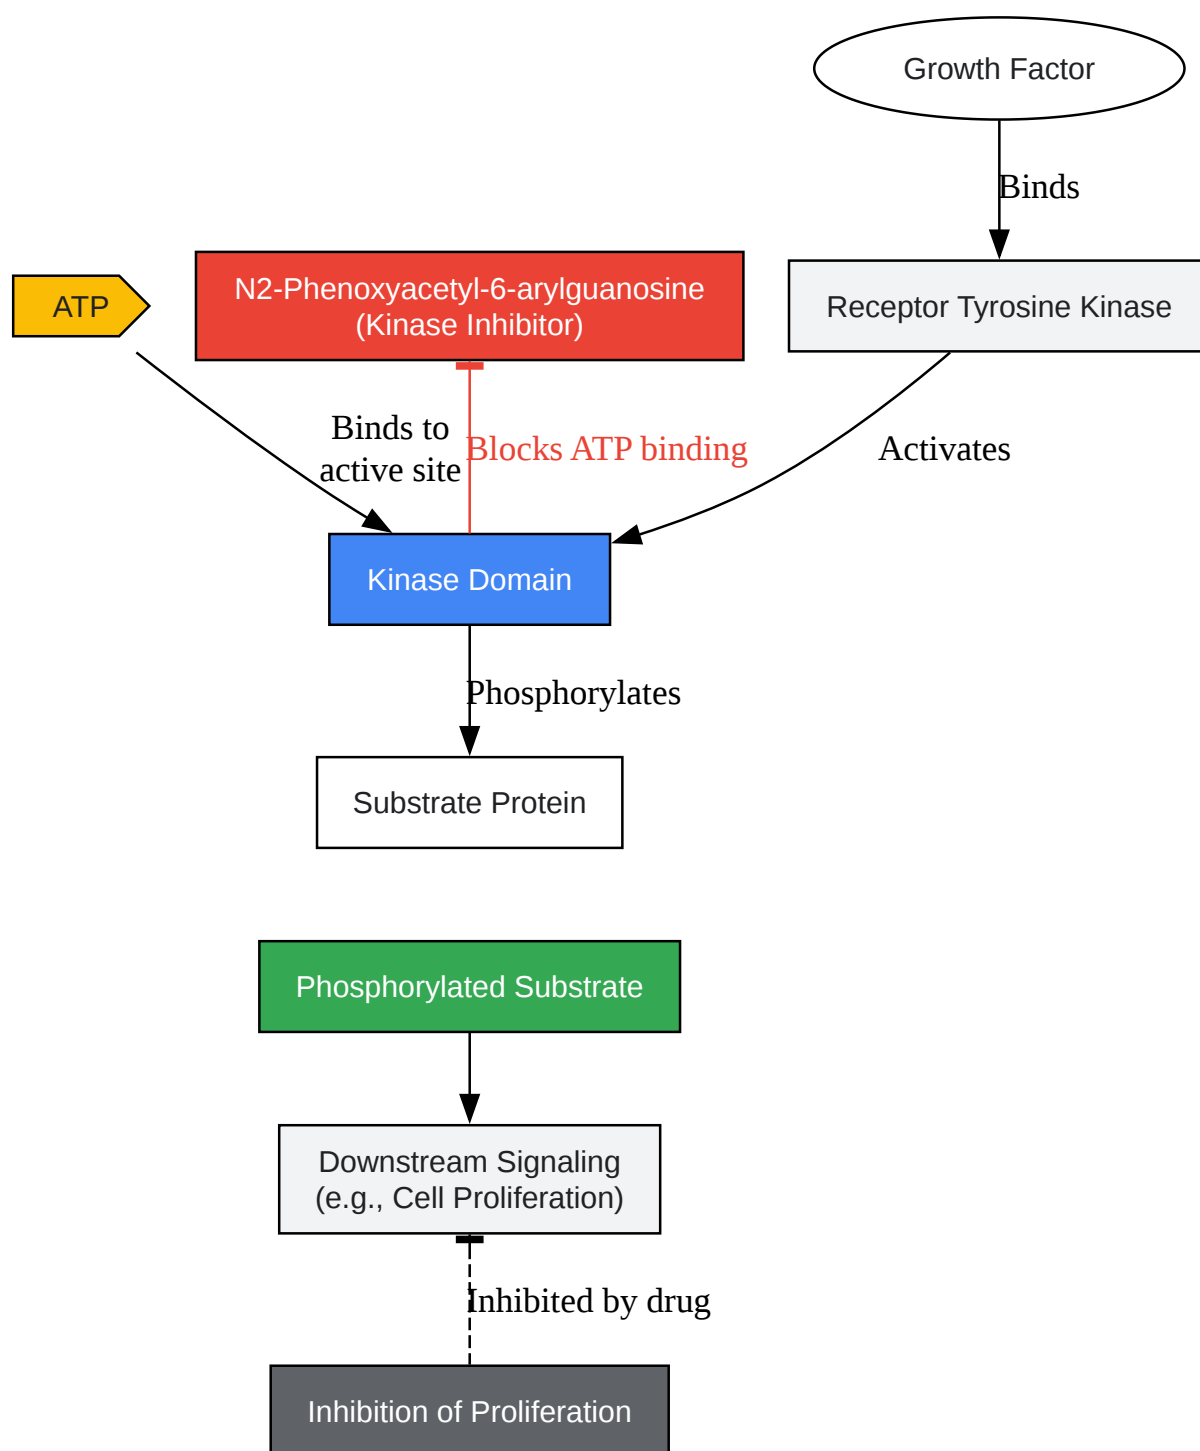 Growth Factor
Binds
ATP
N2-Phenoxyacetyl-6-arylguanosine
(Kinase Inhibitor)
Receptor Tyrosine Kinase
Binds to
active site
Blocks ATP binding
Activates
Kinase Domain
Phosphorylates
Substrate Protein
Phosphorylated Substrate
Downstream Signaling
(e.g., Cell Proliferation)
Inhibited by drug
Inhibition of Proliferation